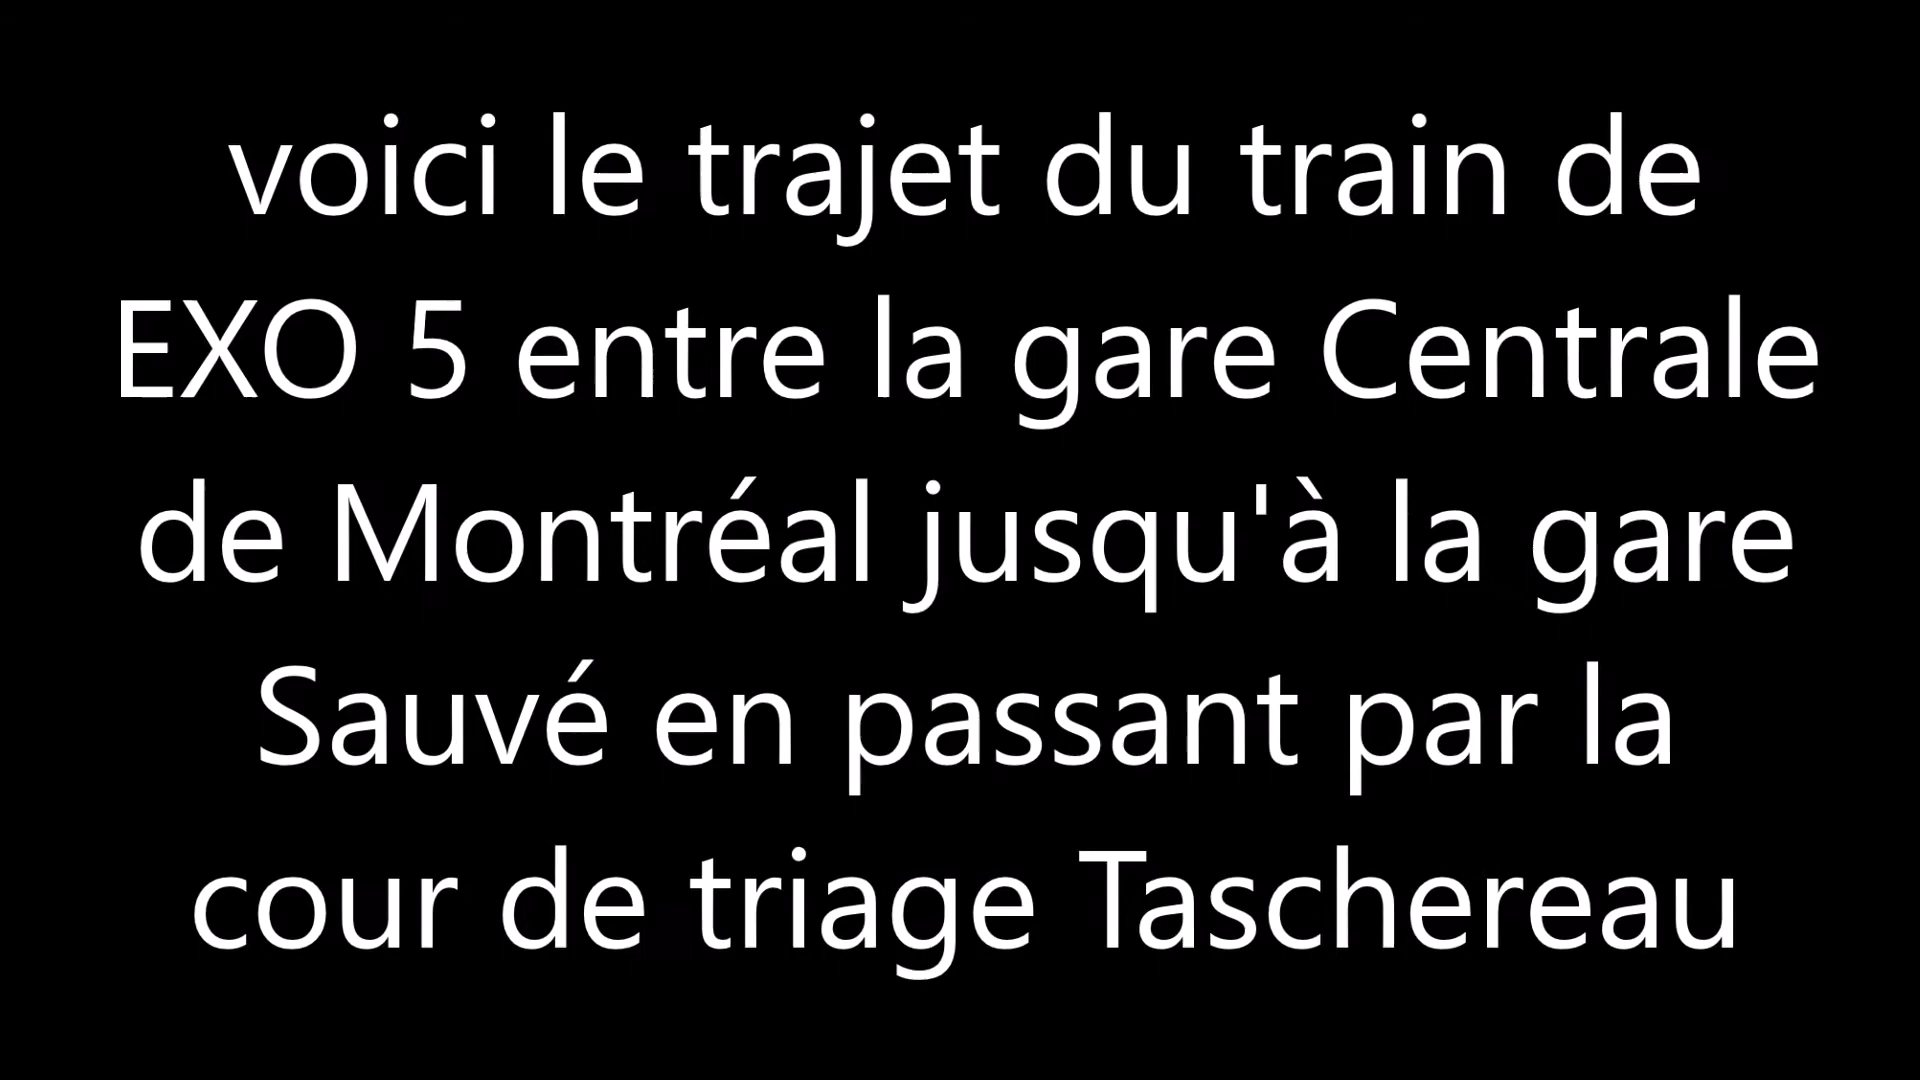 voici le trajet du train de
EXO 5 entre la gare Centrale
de Montréal jusqu'à la gare
Sauvé en passant par la
cour de triage Taschereau